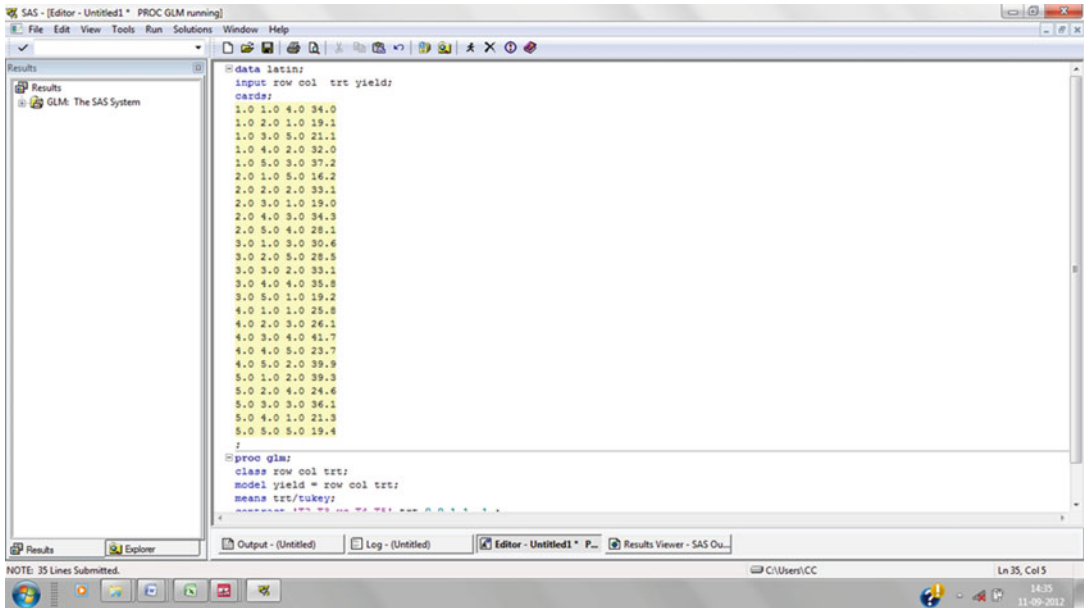 SAS - [Editor - Untitled1 * PROC GLM running]
File Edit View Tools Run Solutions Window Help
Results
Results
GLM: The SAS System
data latin;
input row col trt yield;
cards;
1.0 1.0 4.0 34.0
1.0 2.0 1.0 19.1
1.0 3.0 5.0 21.1
1.0 4.0 2.0 32.0
1.0 5.0 3.0 37.2
2.0 1.0 5.0 16.2
2.0 2.0 2.0 33.1
2.0 3.0 1.0 19.0
2.0 4.0 3.0 34.3
2.0 5.0 4.0 28.1
3.0 1.0 3.0 30.6
3.0 2.0 5.0 28.5
3.0 3.0 2.0 33.1
3.0 4.0 4.0 35.8
3.0 5.0 1.0 19.2
4.0 1.0 1.0 25.8
4.0 2.0 3.0 26.1
4.0 3.0 4.0 41.7
4.0 4.0 5.0 23.7
4.0 5.0 2.0 39.9
5.0 1.0 2.0 39.3
5.0 2.0 4.0 24.6
5.0 3.0 3.0 36.1
5.0 4.0 1.0 21.3
5.0 5.0 5.0 19.4
;
proc glm;
class row col trt;
model yield = row col trt;
means trt/tukey;
Results
Explorer
Output - (Untitled)
Log - (Untitled)
Editor - Untitled1 * P...
Results Viewer - SAS Ou...
NOTE: 35 Lines Submitted.
C:\Users\CC
Ln 35, Col 5
14:35
11-09-2012